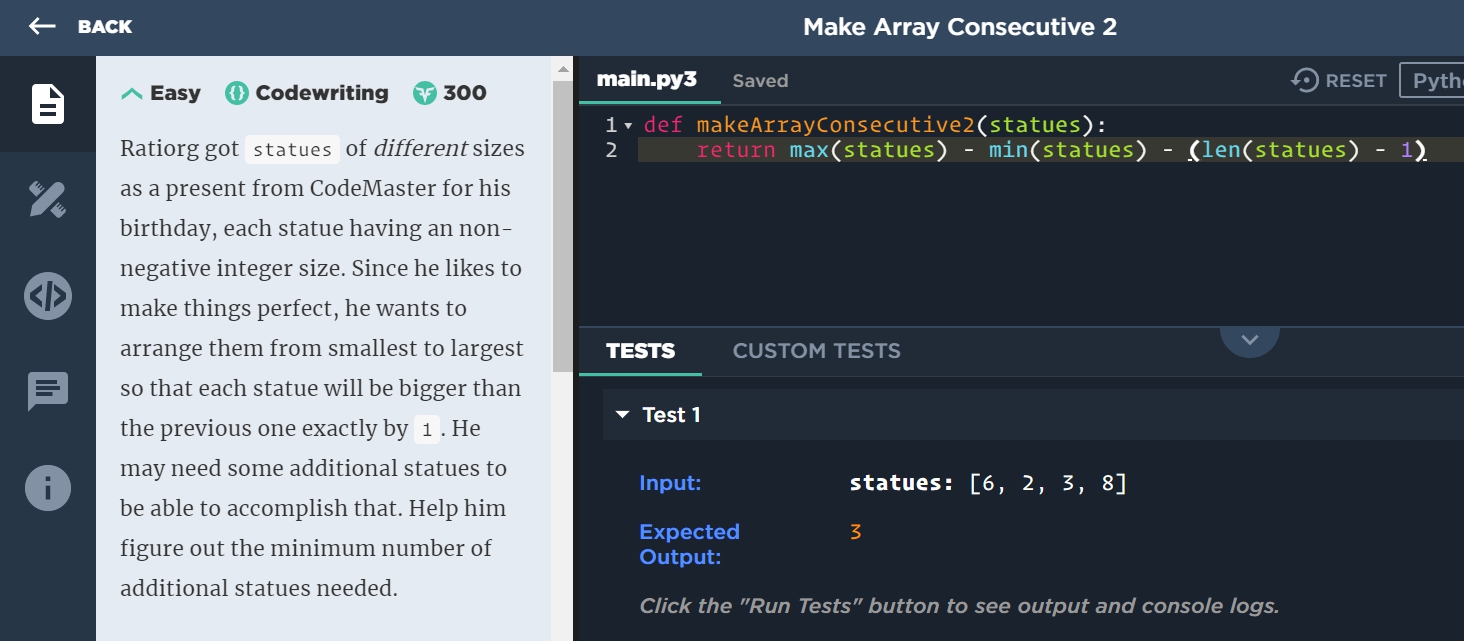 BACK
Make Array Consecutive 2
Easy Codewriting 300
Ratiorg got statues of different sizes
as a present from CodeMaster for his
birthday, each statue having an non-
negative integer size. Since he likes to
make things perfect, he wants to
arrange them from smallest to largest
so that each statue will be bigger than
the previous one exactly by 1. He
may need some additional statues to
be able to accomplish that. Help him
figure out the minimum number of
additional statues needed.
main.py3 Saved RESET Pyth
1 def makeArrayConsecutive2(statues):
2 return max(statues) - min(statues) - (len(statues) - 1)
TESTS CUSTOM TESTS
Test 1
Input: statues: [6, 2, 3, 8]
Expected 3
Output:
Click the "Run Tests" button to see output and console logs.